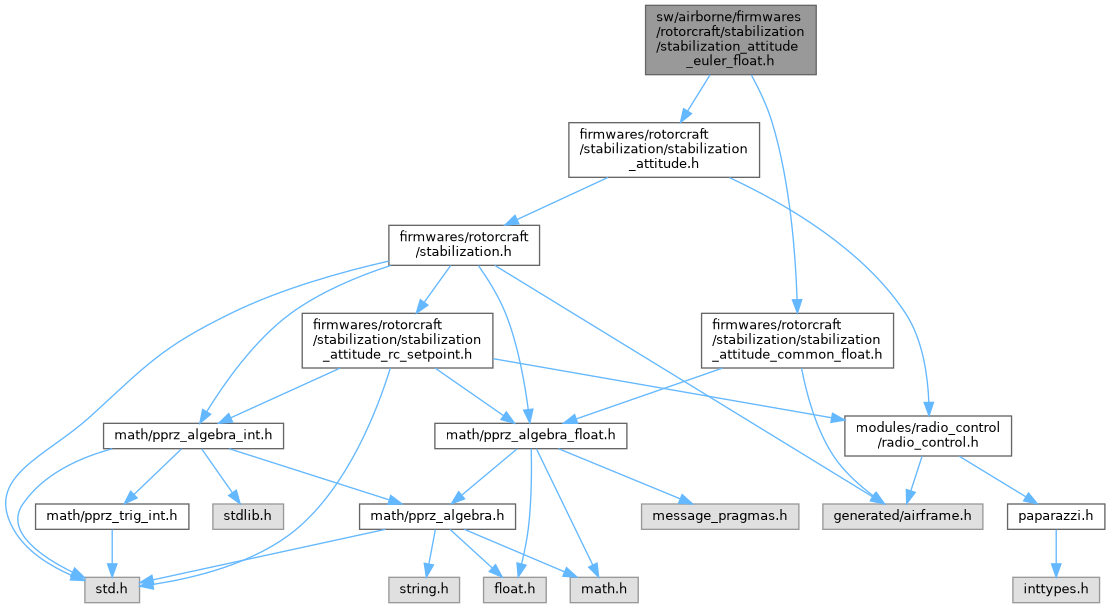 sw/airborne/firmwares
/rotorcraft/stabilization
/stabilization_attitude
_euler_float.h
firmwares/rotorcraft
/stabilization/stabilization
_attitude.h
firmwares/rotorcraft
/stabilization.h
firmwares/rotorcraft
/stabilization/stabilization
_attitude_rc_setpoint.h
firmwares/rotorcraft
/stabilization/stabilization
_attitude_common_float.h
math/pprz_algebra_int.h
math/pprz_algebra_float.h
modules/radio_control
/radio_control.h
math/pprz_trig_int.h
stdlib.h
math/pprz_algebra.h
message_pragmas.h
generated/airframe.h
paparazzi.h
std.h
string.h
float.h
math.h
inttypes.h